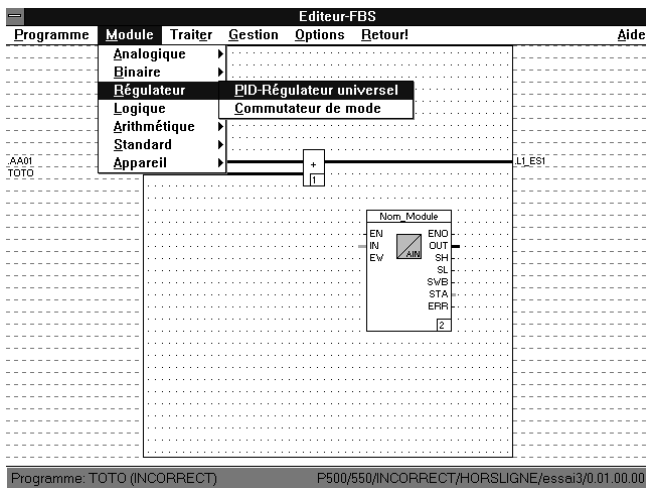 Editeur-FBS
Programme Module Traiter Gestion Options Retour! Aide
Analogique
Binaire
Régulateur
Logique
Arithmétique
Standard
Appareil
PID-Régulateur universel
Commutateur de mode
.AA01
TOTO
+
1
.L1_ES1
Nom_Module
EN ENO
IN OUT
EW AIN SH
SL
SWB
STA
ERR
2
Programme: TOTO (INCORRECT) P500/550/INCORRECT/HORSLIGNE/essai3/0.01.00.00